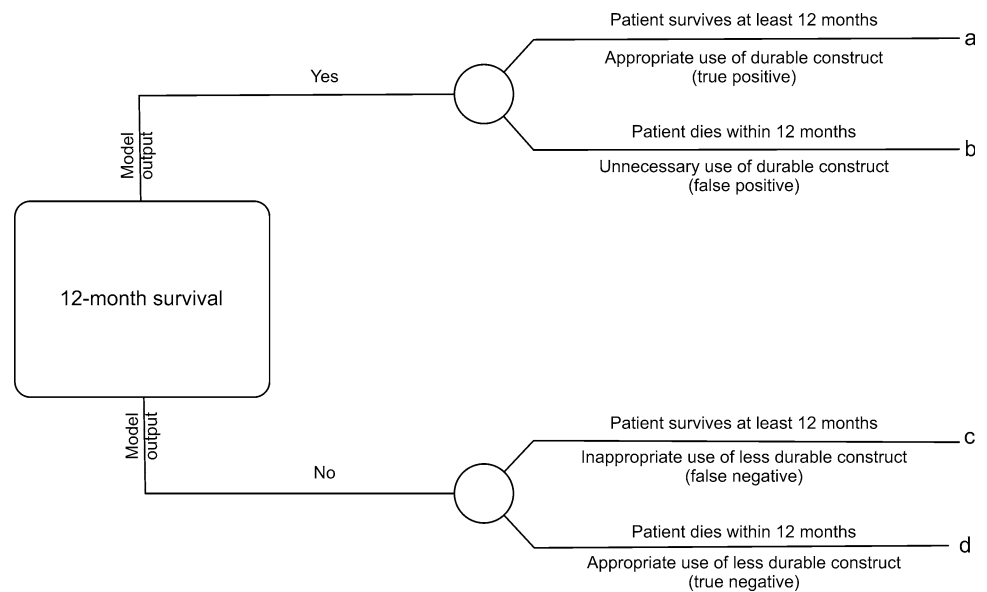 Patient survives at least 12 months
a
Appropriate use of durable construct
(true positive)
Yes
Patient dies within 12 months
b
Unnecessary use of durable construct
(false positive)
Model
output
12-month survival
Model
output
No
Patient survives at least 12 months
c
Inappropriate use of less durable construct
(false negative)
Patient dies within 12 months
d
Appropriate use of less durable construct
(true negative)